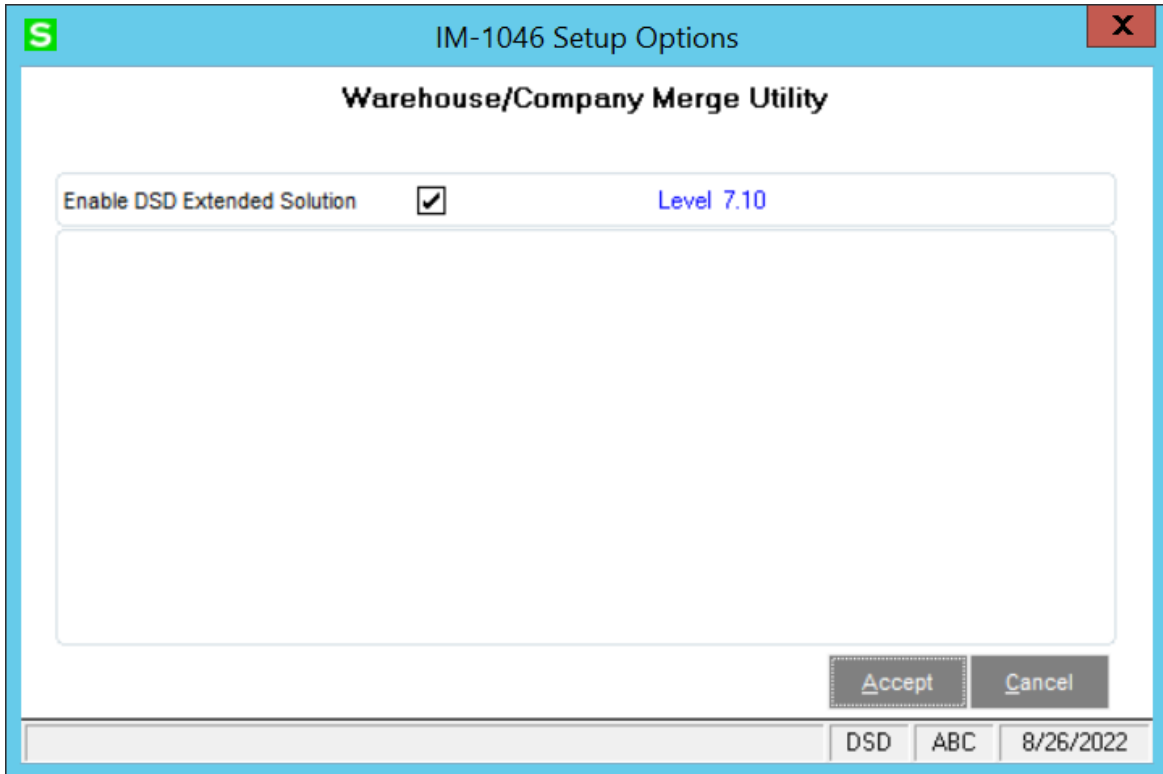 S
IM-1046 Setup Options
X
Warehouse/Company Merge Utility
Enable DSD Extended Solution Level 7.10
Accept Cancel
DSD ABC 8/26/2022